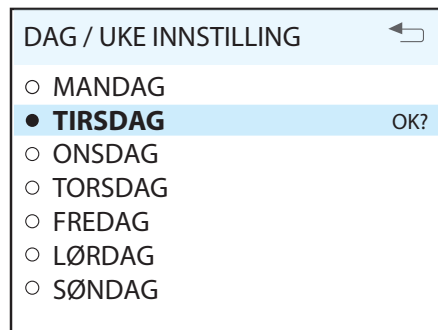 DAG / UKE INNSTILLING
MANDAG
TIRSDAG OK?
ONSDAG
TORSDAG
FREDAG
LØRDAG
SØNDAG